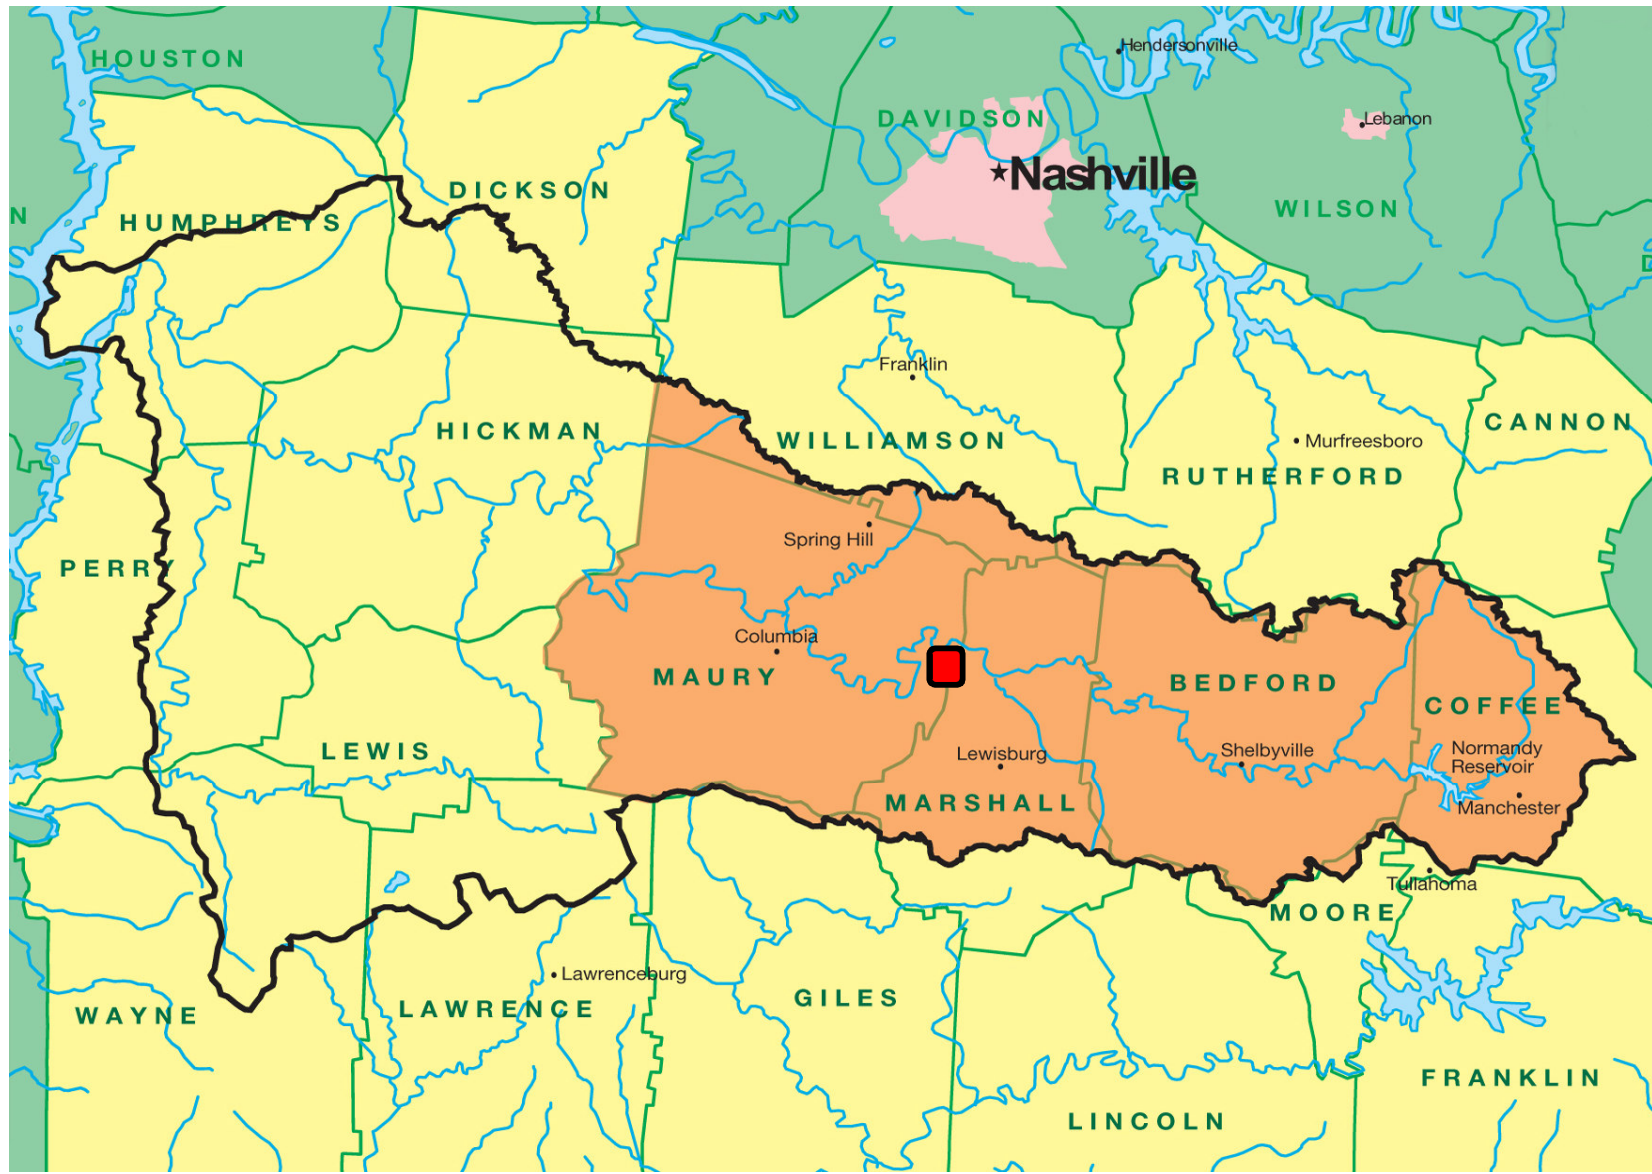 HOUSTON
Hendersonville
DAVIDSON
Lebanon
Nashville
DICKSON
N
HUMPHREYS
WILSON
D
Franklin
HICKMAN
WILLIAMSON
Murfreesboro
CANNON
RUTHERFORD
Spring Hill
PERRY
Columbia
MAURY
BEDFORD
COFFEE
LEWIS
Lewisburg
Shelbyville
Normandy
Reservoir
MARSHALL
Manchester
Tullahoma
MOORE
Lawrenceburg
GILES
LAWRENCE
WAYNE
FRANKLIN
LINCOLN